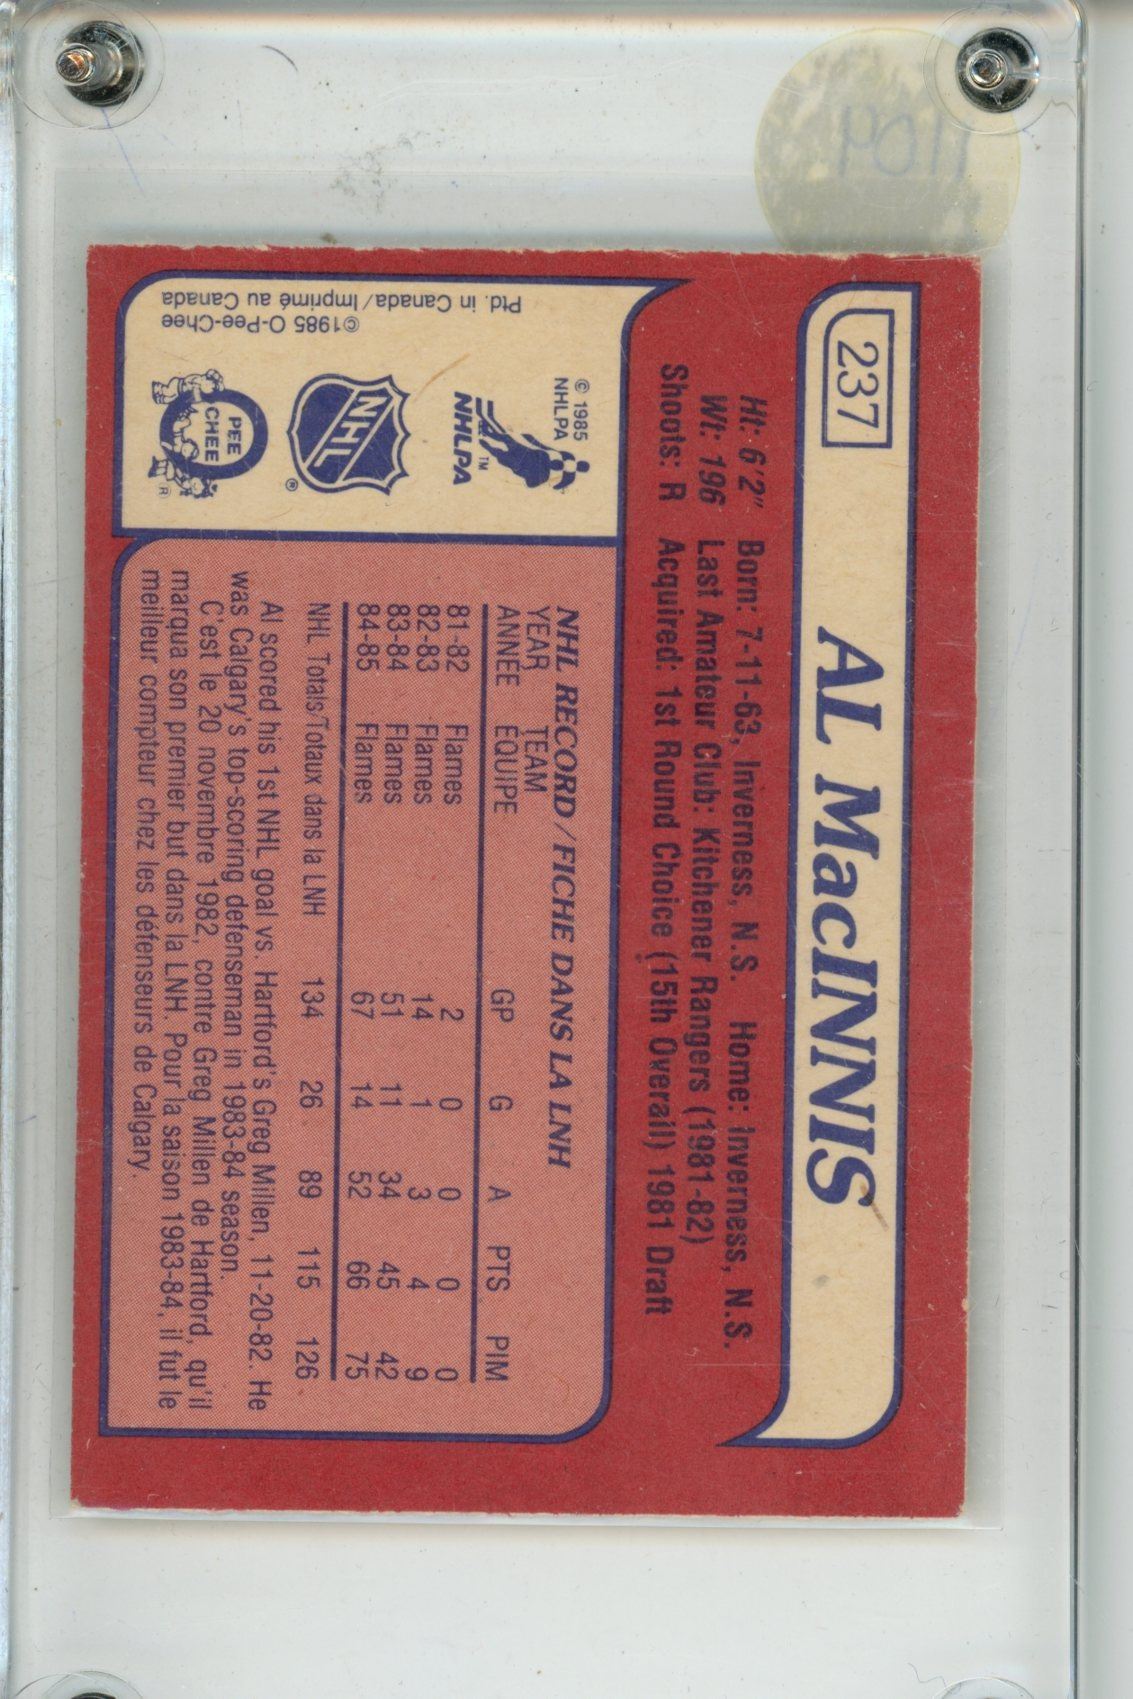 237
AL MacINNIS
Ht: 6'2" Born: 7-11-63, Inverness, N.S. Home: Inverness, N.S.
Wt: 196 Last Amateur Club: Kitchener Rangers (1981-82)
Shoots: R Acquired: 1st Round Choice (15th Overall) 1981 Draft
© 1985
NHLPA
TM
NHLPA
NHL
®
PEE
CHEE
®
Ptd. in Canada/Imprimé au Canada
©1985 O-Pee-Chee
NHL RECORD/FICHE DANS LA LNH
YEAR TEAM
ANNEE EQUIPE GP G A PTS PIM
81-82 Flames 2 0 0 0 0
82-83 Flames 14 1 3 4 9
83-84 Flames 51 11 34 45 42
84-85 Flames 67 14 52 66 75
NHL Totals/Totaux dans la LNH 134 26 89 115 126
Al scored his 1st NHL goal vs. Hartford's Greg Millen, 11-20-82. He
was Calgary's top-scoring defenseman in 1983-84 season.
C'est le 20 novembre 1982, contre Greg Millen de Hartford, qu'il
marqua son premier but dans la LNH. Pour la saison 1983-84, il fut le
meilleur compteur chez les défenseurs de Calgary.